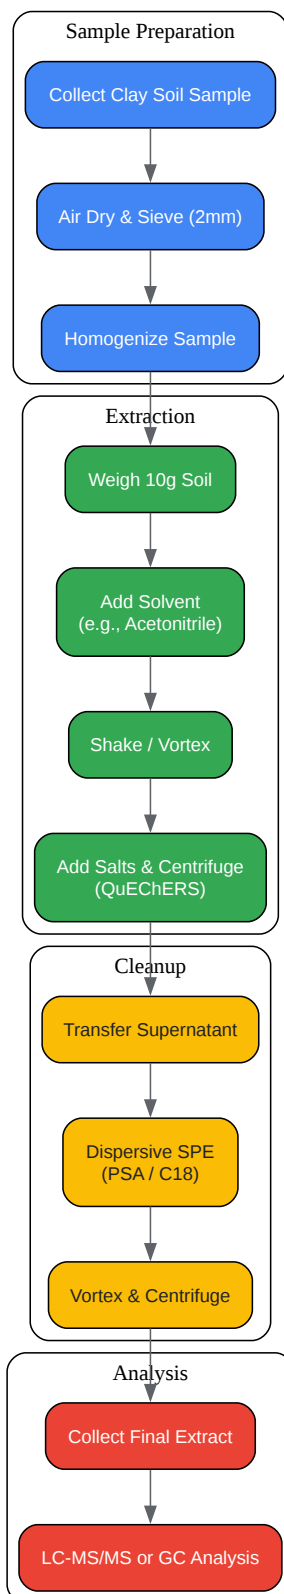 Sample Preparation
Collect Clay Soil Sample
Air Dry & Sieve (2mm)
Homogenize Sample
Extraction
Weigh 10g Soil
Add Solvent
(e.g., Acetonitrile)
Shake / Vortex
Add Salts & Centrifuge
(QuEChERS)
Cleanup
Transfer Supernatant
Dispersive SPE
(PSA / C18)
Vortex & Centrifuge
Analysis
Collect Final Extract
LC-MS/MS or GC Analysis